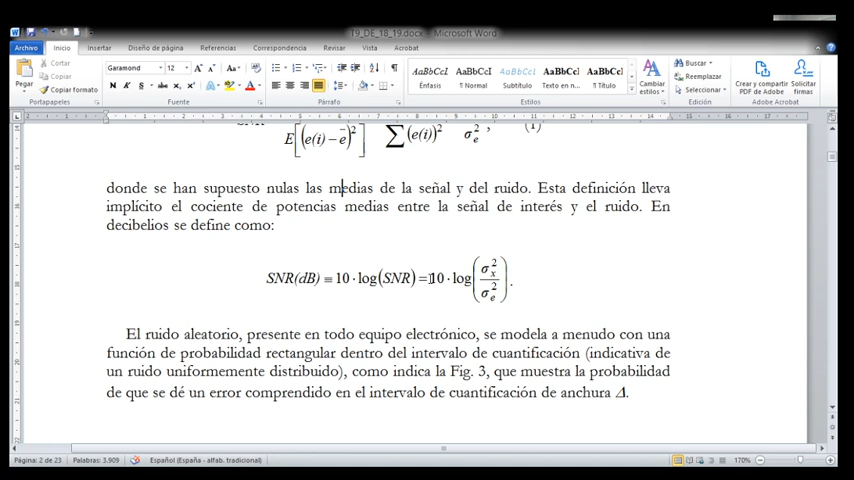 T9_DE_18_19.docx - Microsoft Word
Archivo Inicio Insertar Diseño de página Referencias Correspondencia Revisar Vista Acrobat
Cortar
Copiar
Copiar formato
Pegar
Portapapeles
Garamond 12
N K S abc
Fuente
Párrafo
AaBbCcI Énfasis
AaBbCc Título
AaBbCcI Subtítulo
AaBbCc Texto en n...
AaBbCc ¶ Título
Cambiar estilos
Estilos
Buscar
Reemplazar
Seleccionar
Edición
Crear y compartir PDF de Adobe
Solicitar firmas
Adobe Acrobat
E[(e(i) − e̅)²] ∑(e(i))² σₑ² , (1)
donde se han supuesto nulas las medias de la señal y del ruido. Esta definición lleva
implícito el cociente de potencias medias entre la señal de interés y el ruido. En
decibelios se define como:
SNR(dB) ≡ 10 · log(SNR) = 10 · log(σₓ² / σₑ²).
El ruido aleatorio, presente en todo equipo electrónico, se modela a menudo con una
función de probabilidad rectangular dentro del intervalo de cuantificación (indicativa de
un ruido uniformemente distribuido), como indica la Fig. 3, que muestra la probabilidad
de que se dé un error comprendido en el intervalo de cuantificación de anchura Δ.
Página: 2 de 23 Palabras: 3.909 Español (España - alfab. tradicional) 170%